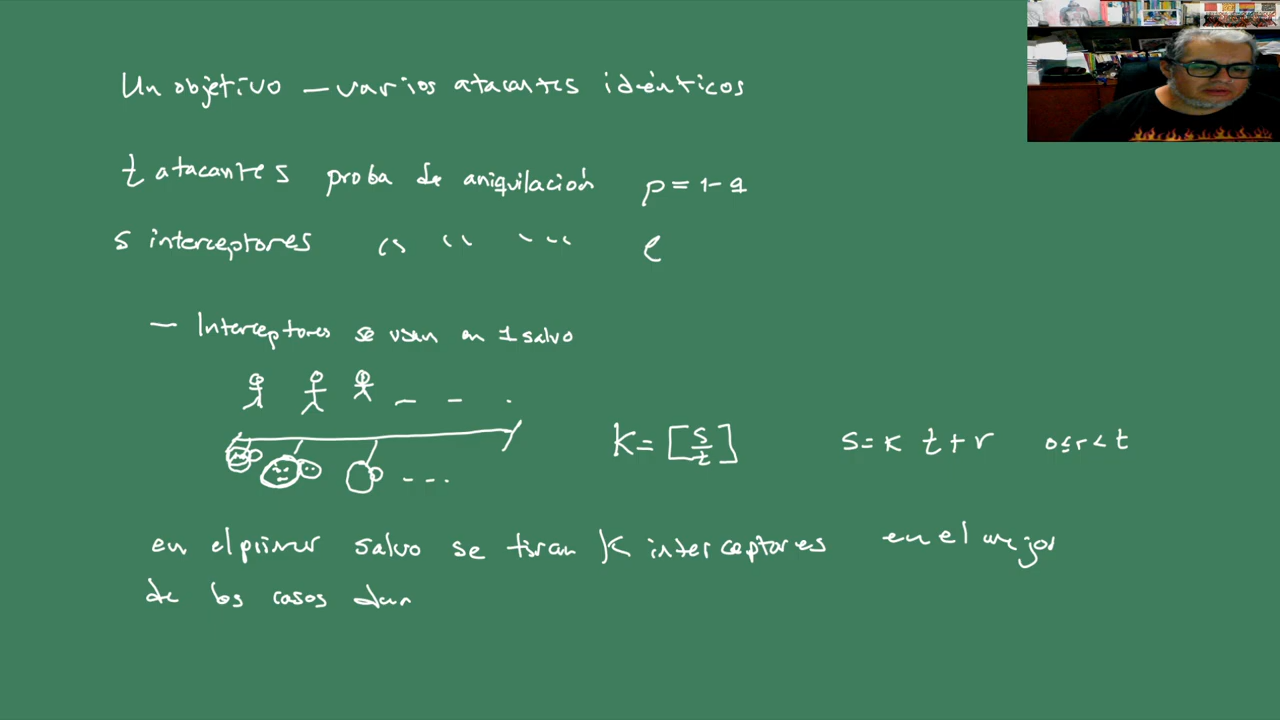 Un objetivo – varios atacantes idénticos
t atacantes proba de aniquilación p = 1 - q
s interceptores " " " e
– Interceptores se usan en 1 salvo
K = [s/t] s = k t + r 0 ≤ r < t
en el primer salvo se tiran K interceptores en el mejor
de los casos dan